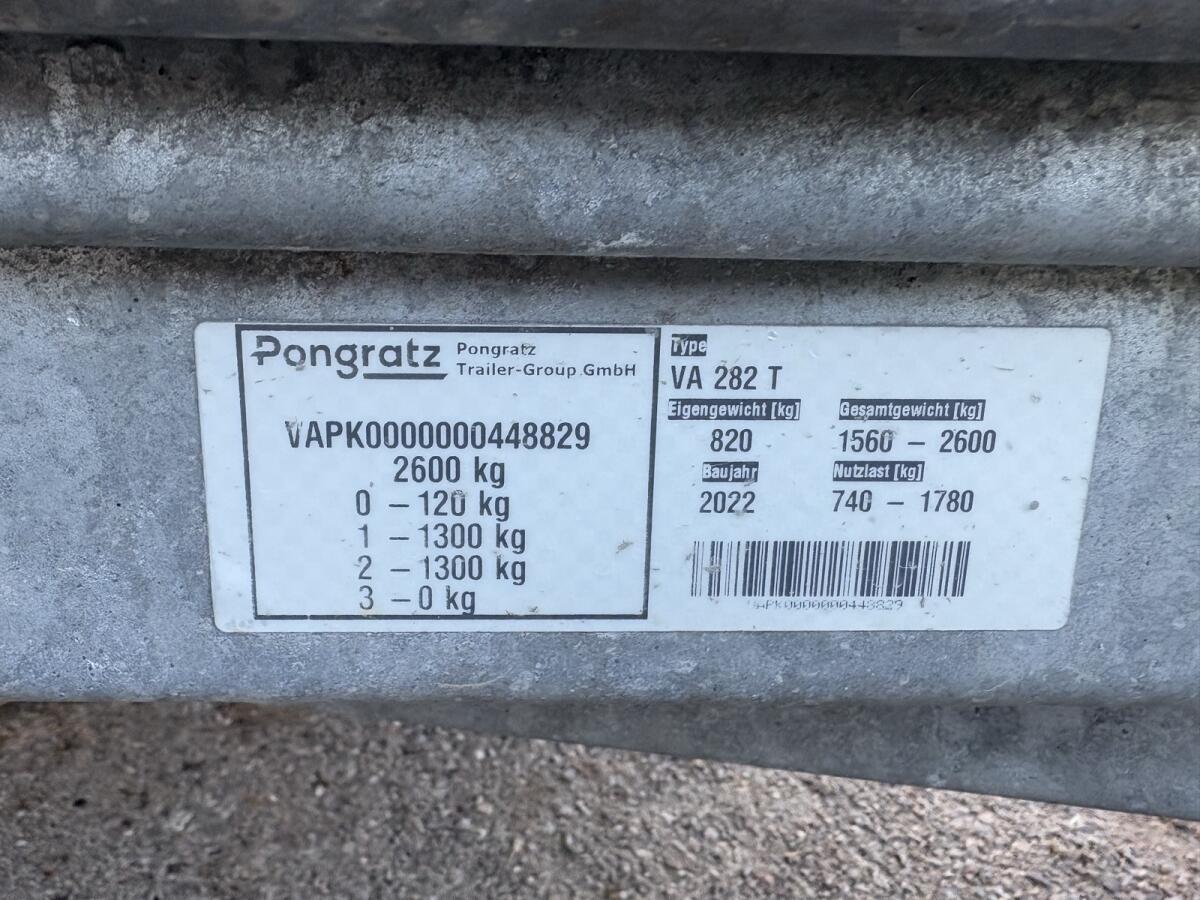 Pongratz
Pongratz
Trailer-Group GmbH
VAPK0000000448829
2600 kg
0 – 120 kg
1 – 1300 kg
2 – 1300 kg
3 – 0 kg
Type
VA 282 T
Eigengewicht [kg] Gesamtgewicht [kg]
820 1560 – 2600
Baujahr Nutzlast [kg]
2022 740 – 1780
VAPK0000000448829